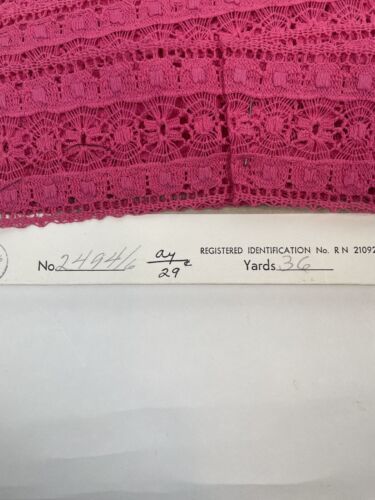 REGISTERED IDENTIFICATION No. R N 21092
No. 2494/6 ay/29¢ Yards 36